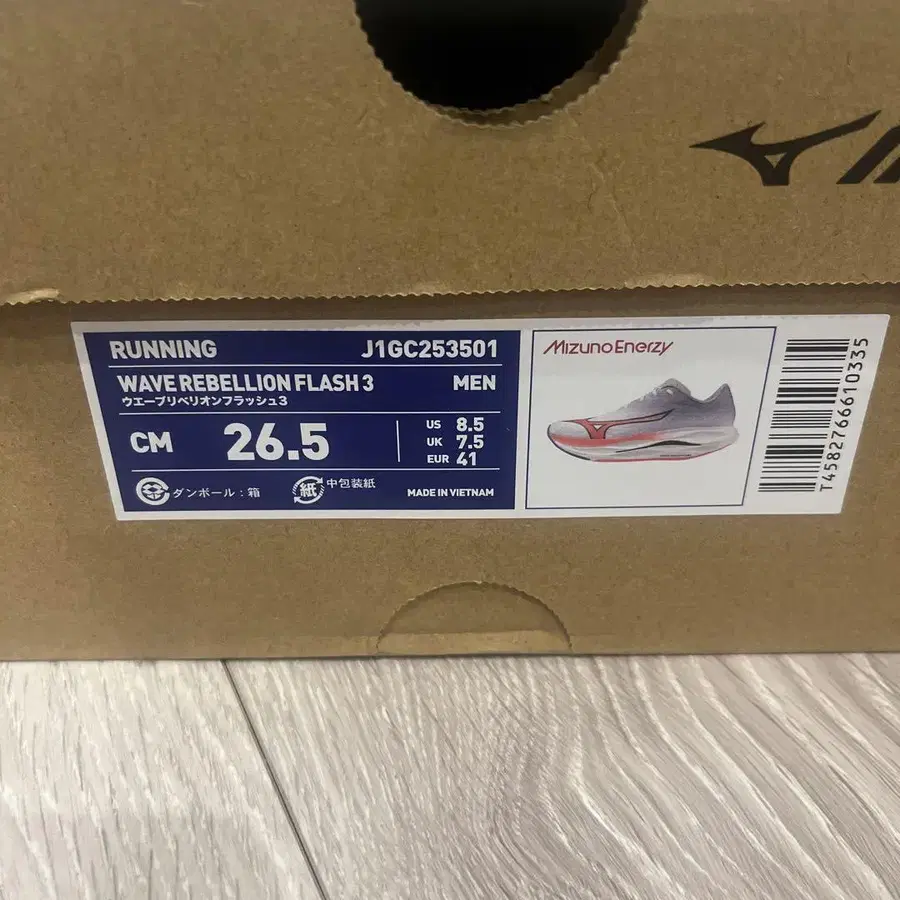 RUNNING J1GC253501
WAVE REBELLION FLASH 3 MEN
ウエーブリベリオンフラッシュ3
CM 26.5
US 8.5
UK 7.5
EUR 41
ダンボール：箱
紙 中包装紙
MADE IN VIETNAM
Mizuno Enerzy
T4582766610335